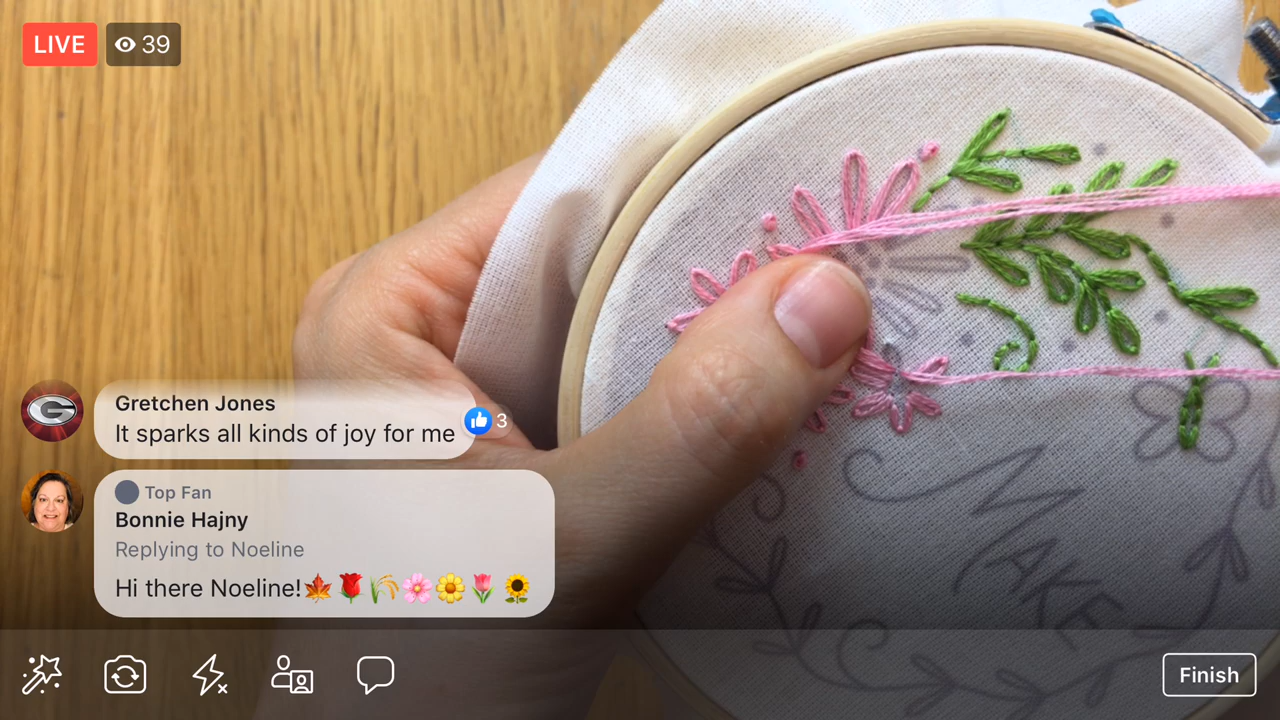 LIVE
39
Gretchen Jones
It sparks all kinds of joy for me
3
Top Fan
Bonnie Hajny
Replying to Noeline
Hi there Noeline!🍁🌹🌾🌸🌼🌷🌻
MAKE
Finish